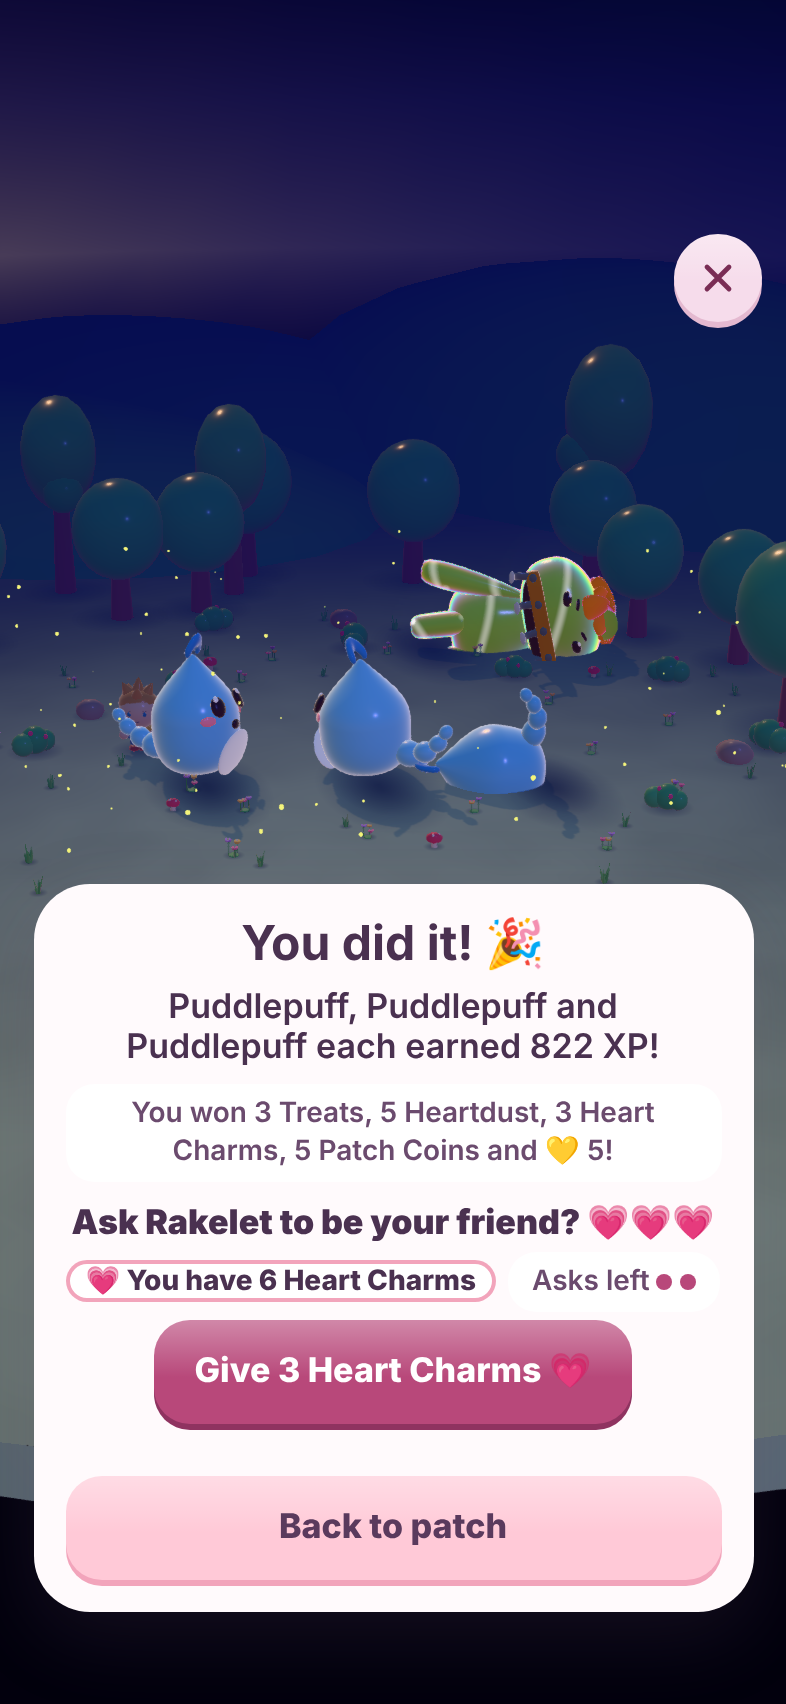 You did it! 🎉
Puddlepuff, Puddlepuff and
Puddlepuff each earned 822 XP!
You won 3 Treats, 5 Heartdust, 3 Heart
Charms, 5 Patch Coins and 💛 5!
Ask Rakelet to be your friend? 💗💗💗
💗 You have 6 Heart Charms
Asks left
Give 3 Heart Charms 💗
Back to patch